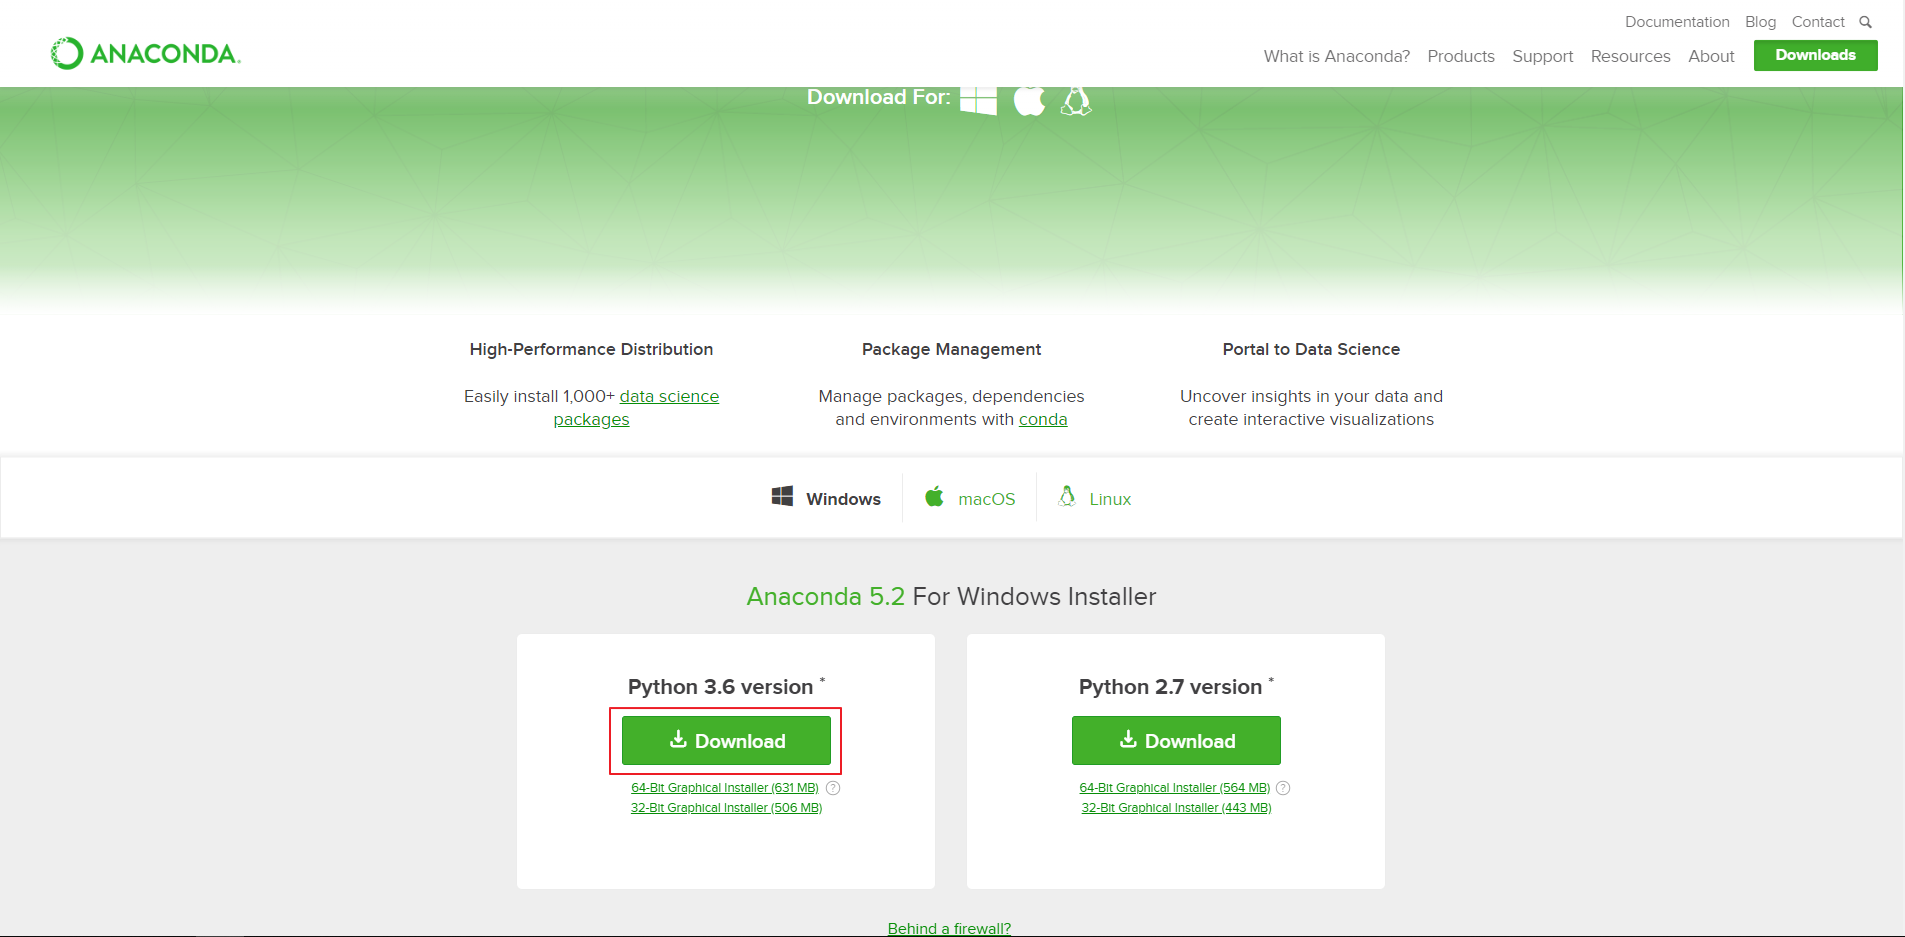 Documentation Blog Contact
ANACONDA.
What is Anaconda? Products Support Resources About Downloads
Download For:
High-Performance Distribution
Easily install 1,000+ data science
packages
Package Management
Manage packages, dependencies
and environments with conda
Portal to Data Science
Uncover insights in your data and
create interactive visualizations
Windows macOS Linux
Anaconda 5.2 For Windows Installer
Python 3.6 version *
Download
64-Bit Graphical Installer (631 MB) ?
32-Bit Graphical Installer (506 MB)
Python 2.7 version *
Download
64-Bit Graphical Installer (564 MB) ?
32-Bit Graphical Installer (443 MB)
Behind a firewall?